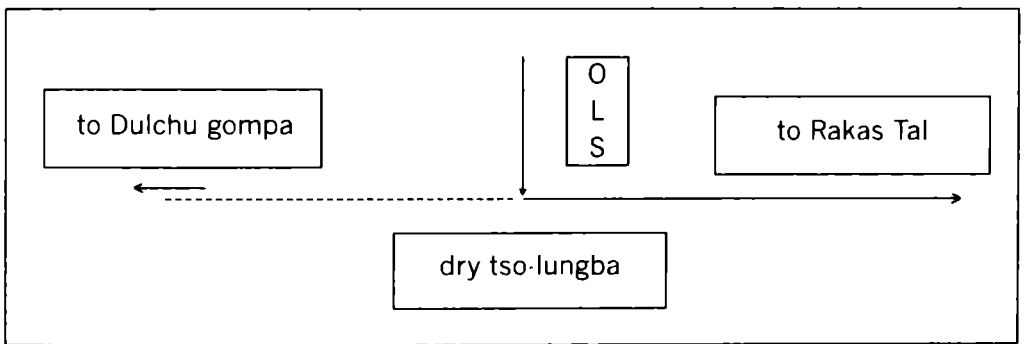 to Dulchu gompa
O
L
S
to Rakas Tal
dry tso-lungba